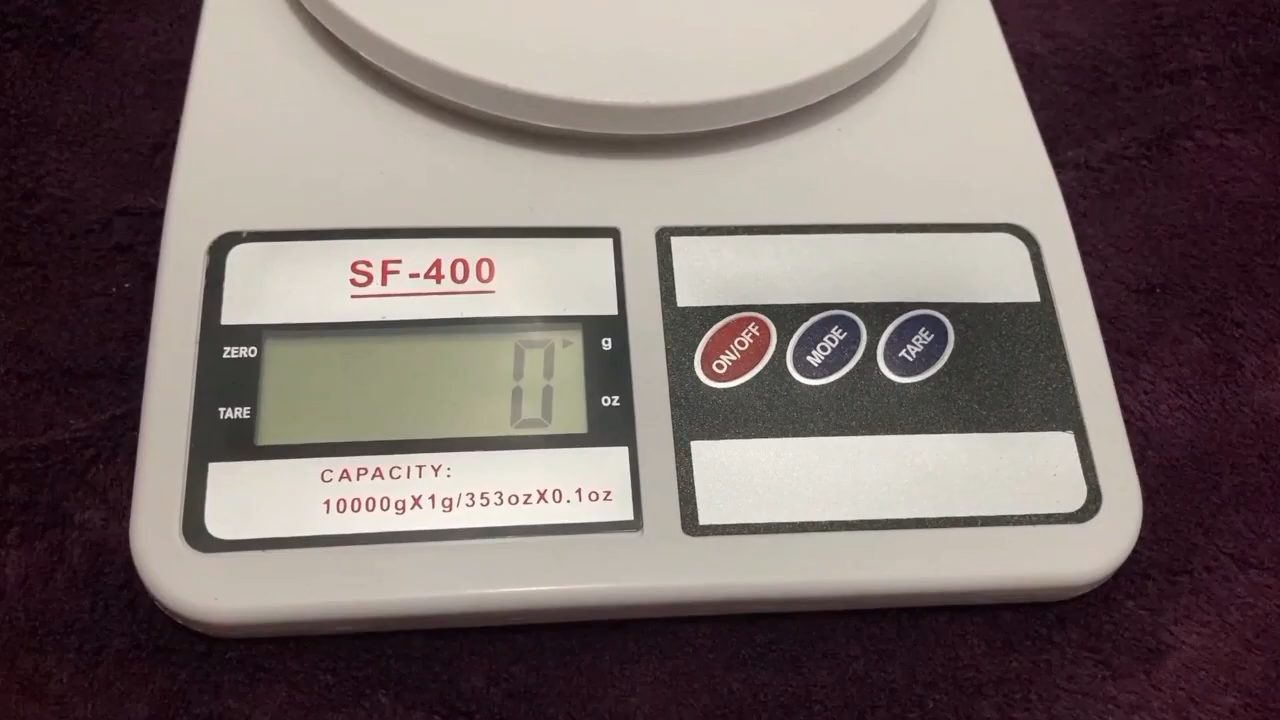 SF-400
ZERO
0
g
TARE
oz
CAPACITY:
10000gX1g/353ozX0.1oz
ON/OFF
MODE
TARE